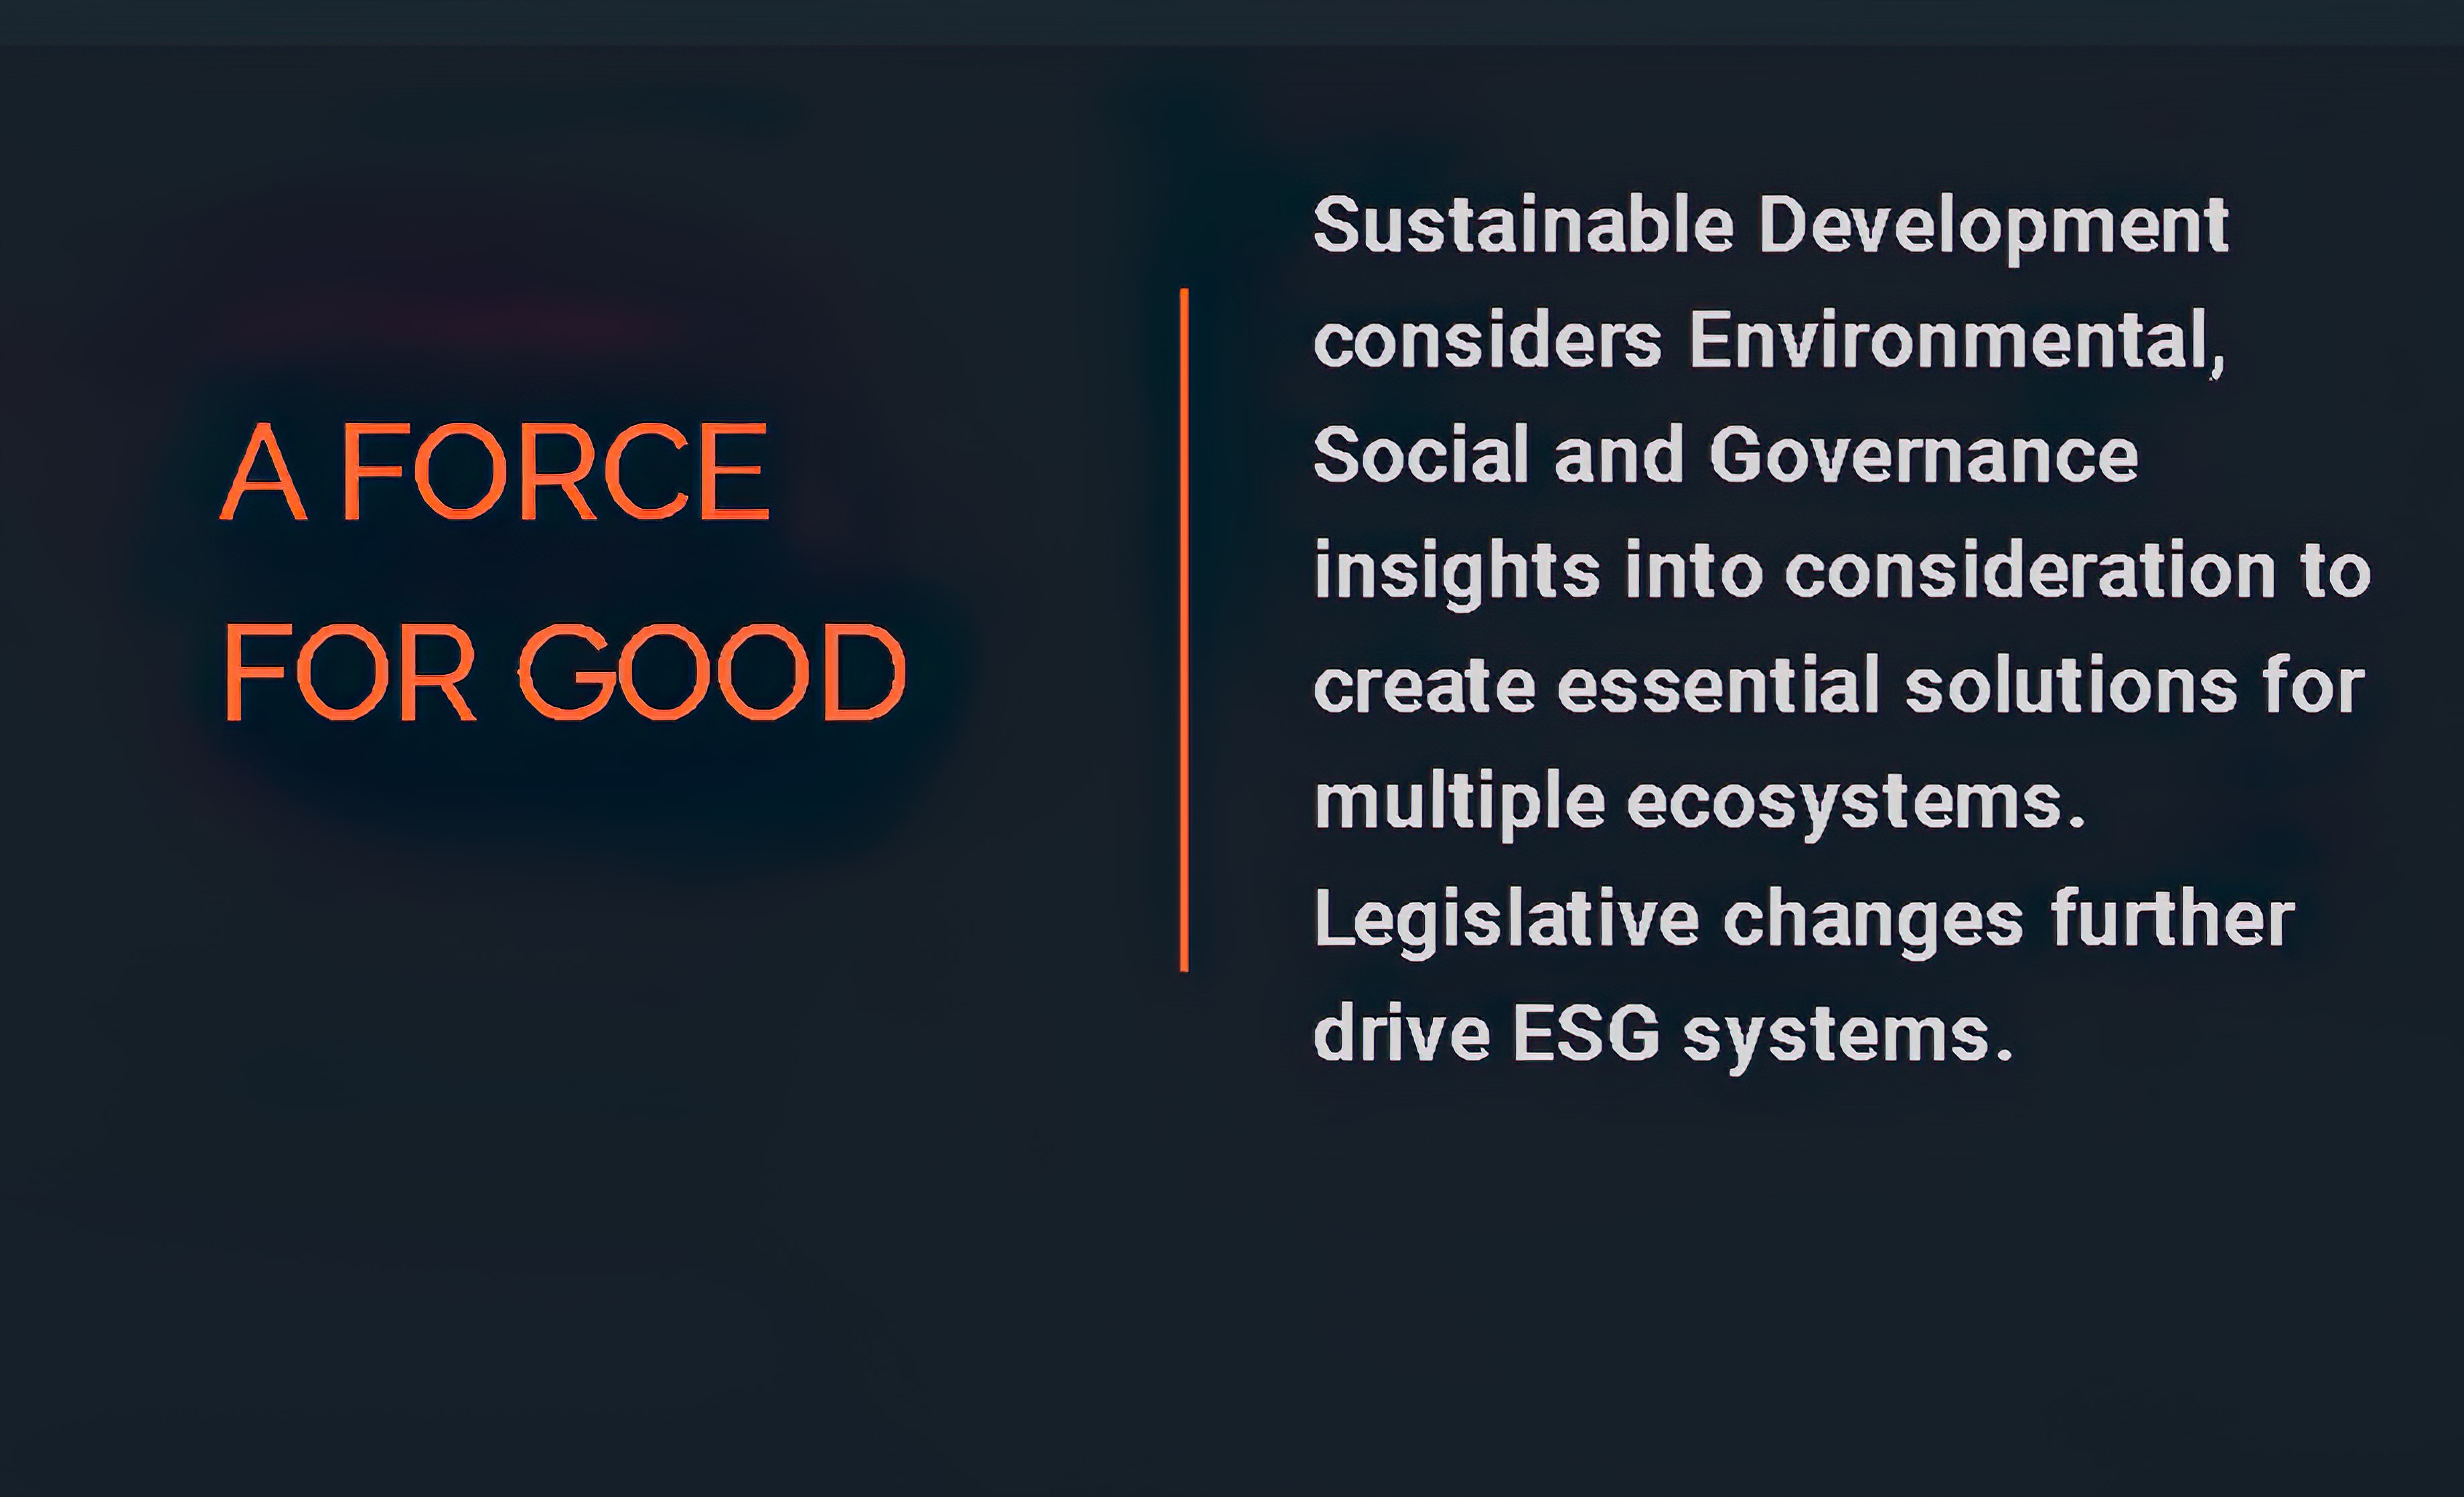 A FORCE
FOR GOOD
Sustainable Development
considers Environmental,
Social and Governance
insights into consideration to
create essential solutions for
multiple ecosystems.
Legislative changes further
drive ESG systems.